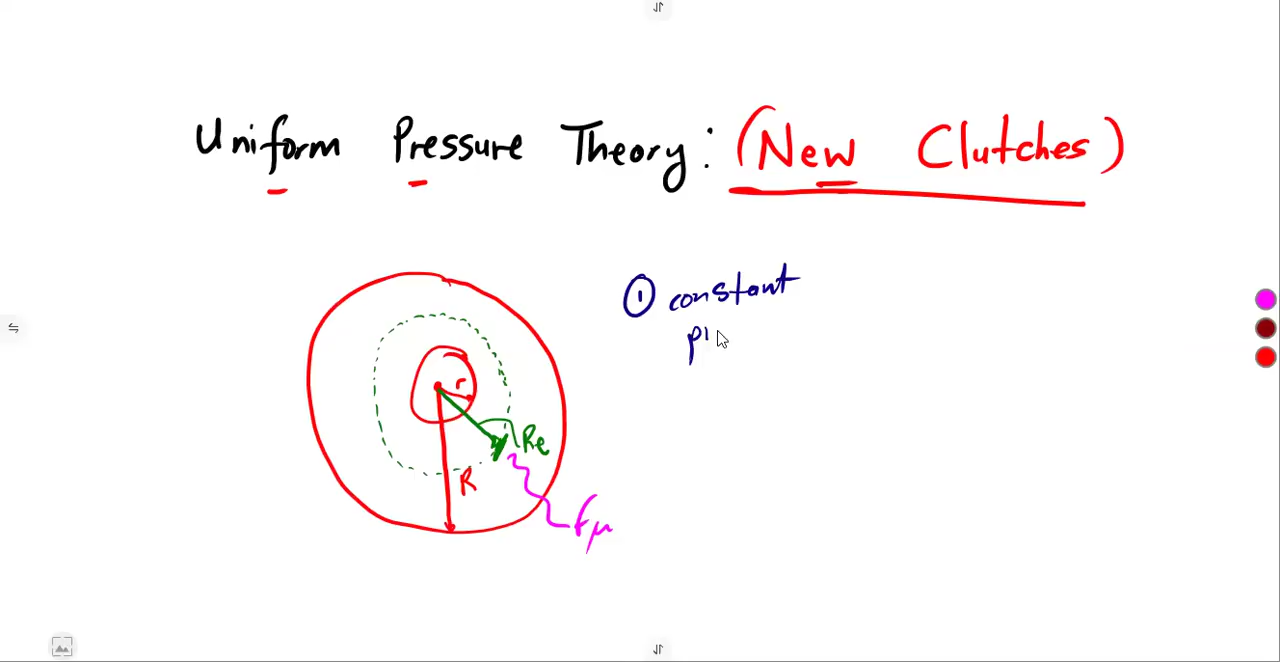 Uniform Pressure Theory: (New Clutches)
① constant
r
Re
R
fμ